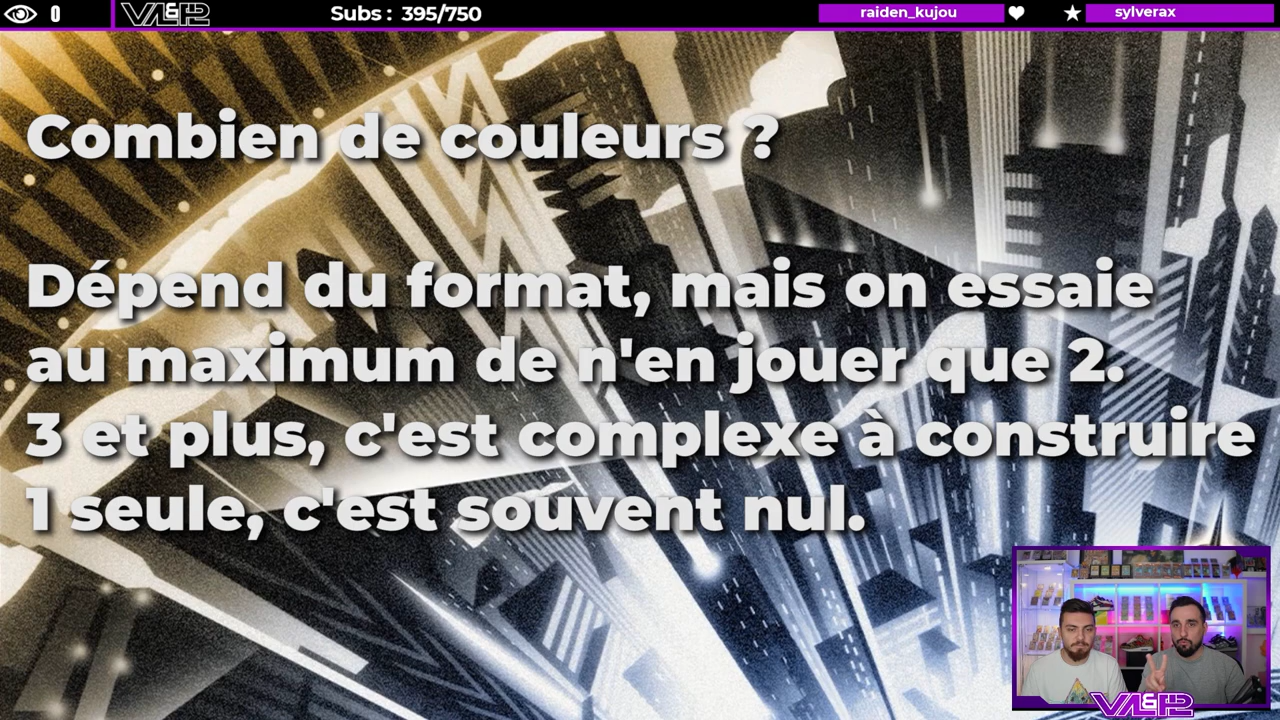 0
Subs : 395/750
raiden_kujou
sylverax
Combien de couleurs ?
Dépend du format, mais on essaie
au maximum de n'en jouer que 2.
3 et plus, c'est complexe à construire
1 seule, c'est souvent nul.